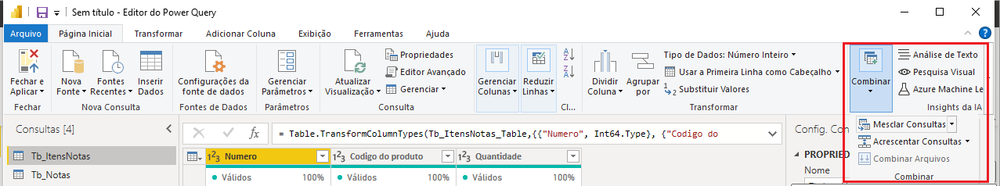 Sem título - Editor do Power Query
Arquivo Página Inicial Transformar Adicionar Coluna Exibição Ferramentas Ajuda
Fechar e Aplicar
Fechar
Nova Fonte
Fontes Recentes
Inserir Dados
Nova Consulta
Configurações da fonte de dados
Fontes de Dados
Gerenciar Parâmetros
Parâmetros
Atualizar Visualização
Propriedades
Editor Avançado
Gerenciar
Consulta
Gerenciar Colunas
Reduzir Linhas
A
Z
Z
A
Cl...
Dividir Coluna
Agrupar por
Tipo de Dados: Número Inteiro
Usar a Primeira Linha como Cabeçalho
1
2
Substituir Valores
Transformar
Combinar
Análise de Texto
Pesquisa Visual
Azure Machine Le
Insights da IA
Mesclar Consultas
Acrescentar Consultas
Combinar Arquivos
Combinar
Consultas [4]
Tb_ItensNotas
Tb_Notas
fx
= Table.TransformColumnTypes(Tb_ItensNotas_Table,{{"Numero", Int64.Type}, {"Codigo do
123 Numero 123 Codigo do produto 123 Quantidade
Válidos 100% Válidos 100% Válidos 100%
Config. Con
PROPRIED
Nome